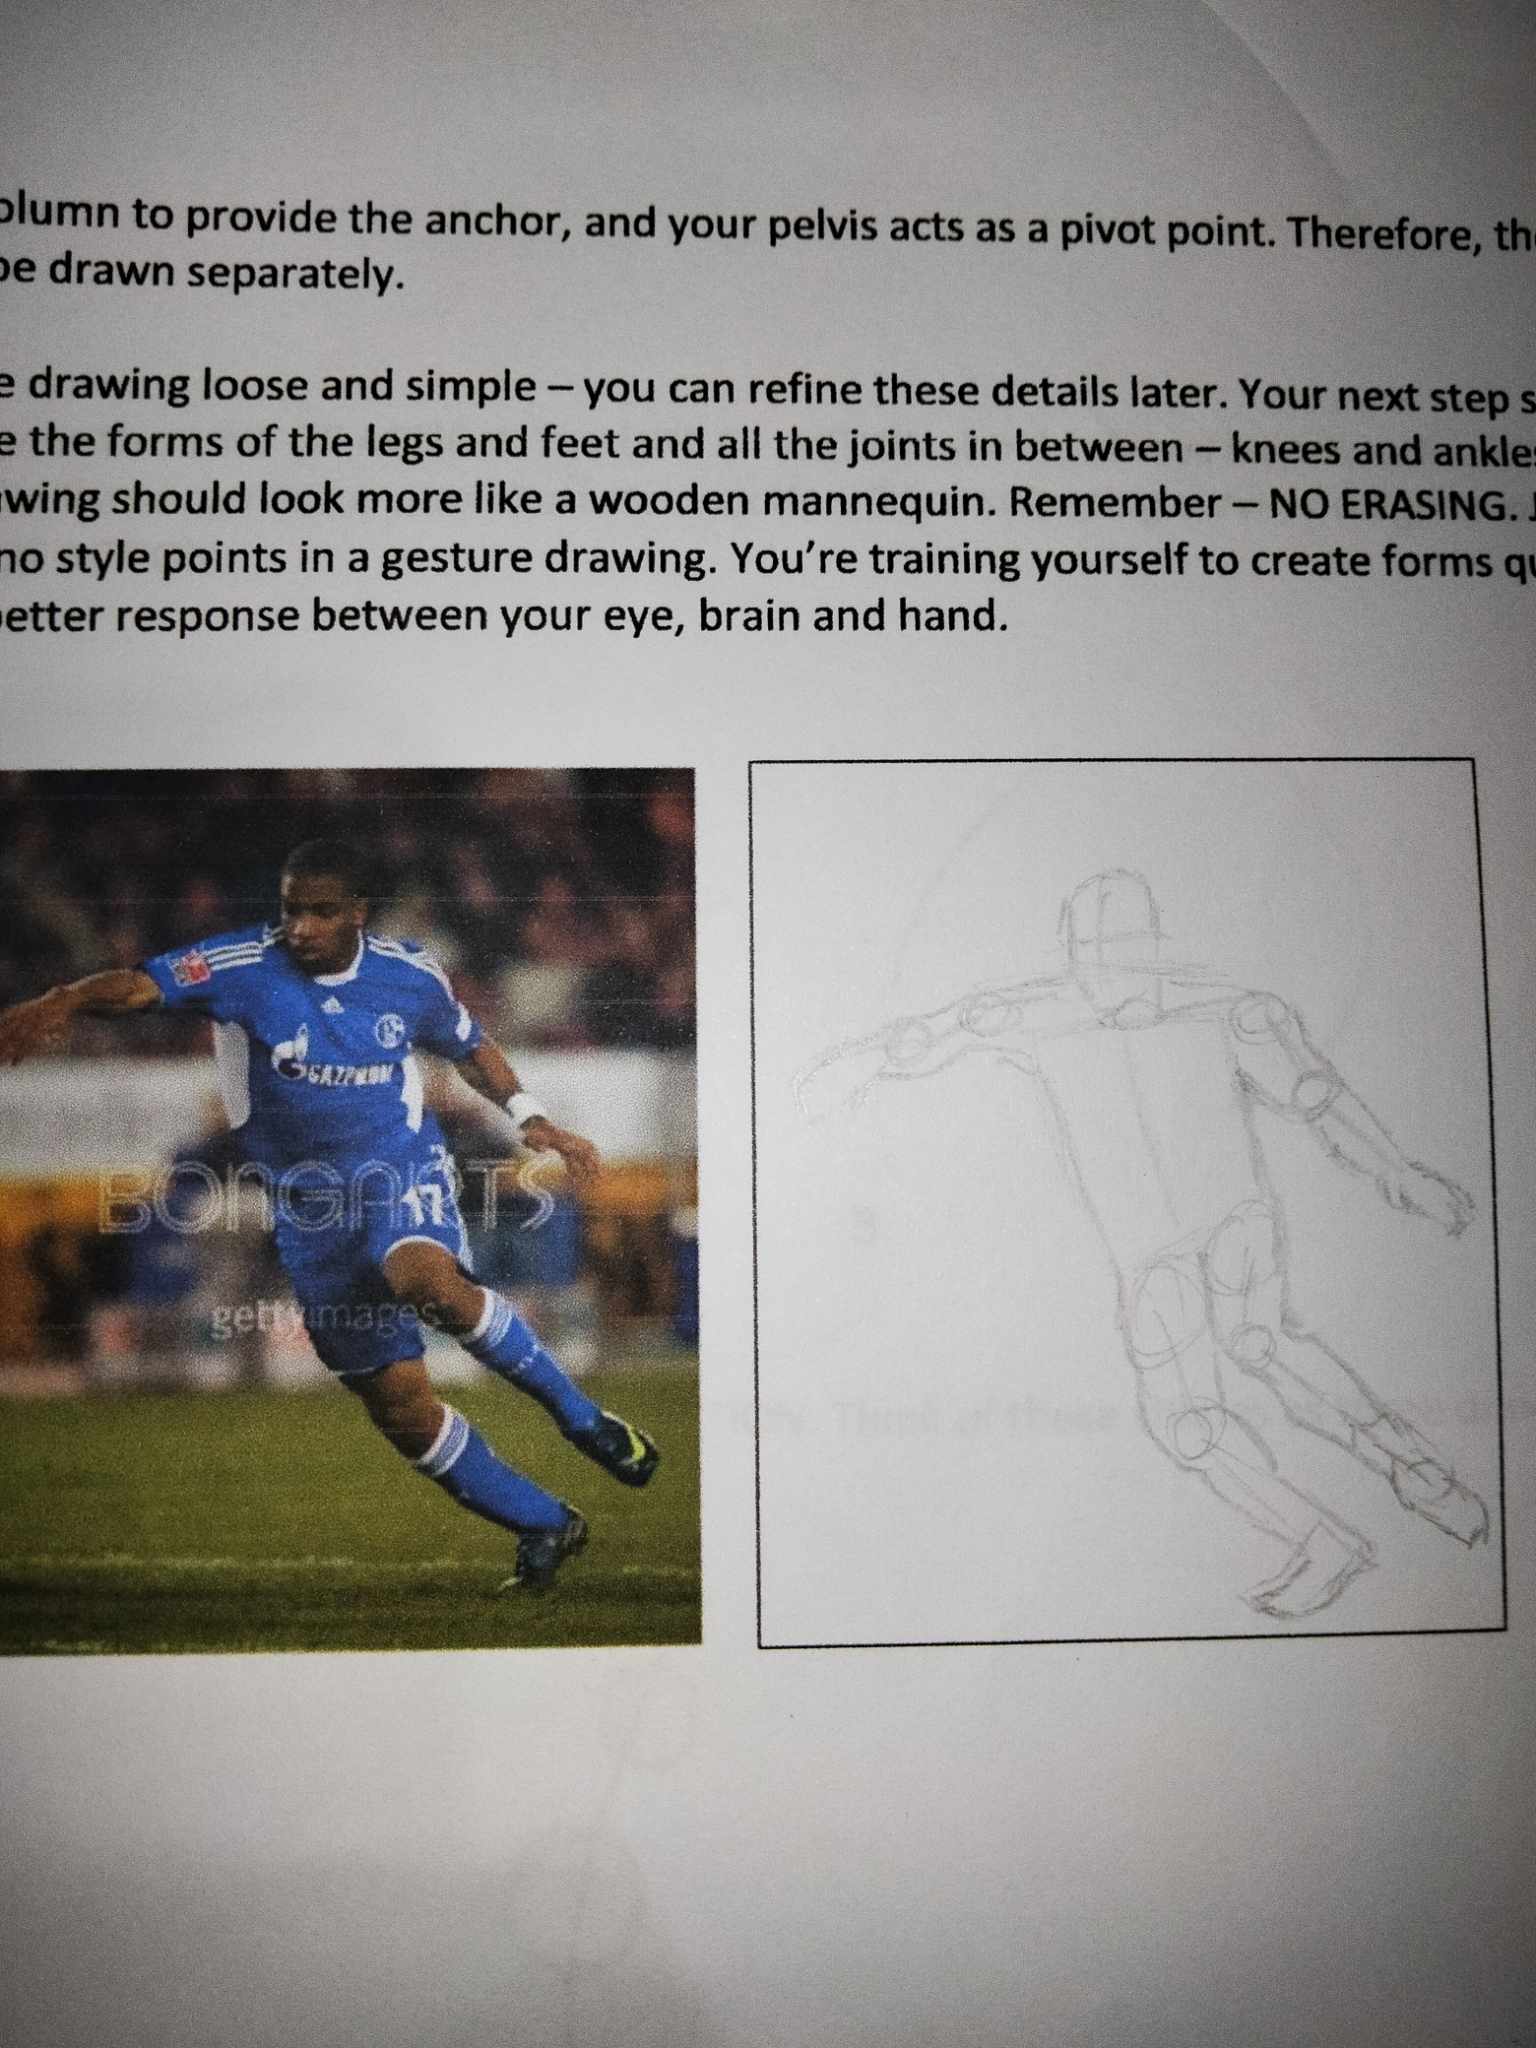 olumn to provide the anchor, and your pelvis acts as a pivot point. Therefore, the
be drawn separately.
e drawing loose and simple – you can refine these details later. Your next step s
e the forms of the legs and feet and all the joints in between – knees and ankles
wing should look more like a wooden mannequin. Remember – NO ERASING. J
no style points in a gesture drawing. You're training yourself to create forms qu
better response between your eye, brain and hand.
GAZPROM
17
BONGARTS
gettyimages